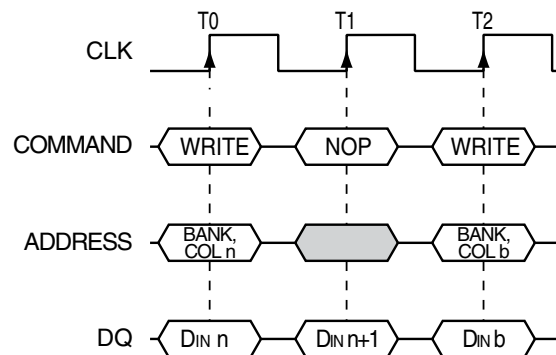 T0 T1 T2
CLK
COMMAND WRITE NOP WRITE
ADDRESS BANK, COL n BANK, COL b
DQ DIN n DIN n+1 DIN b